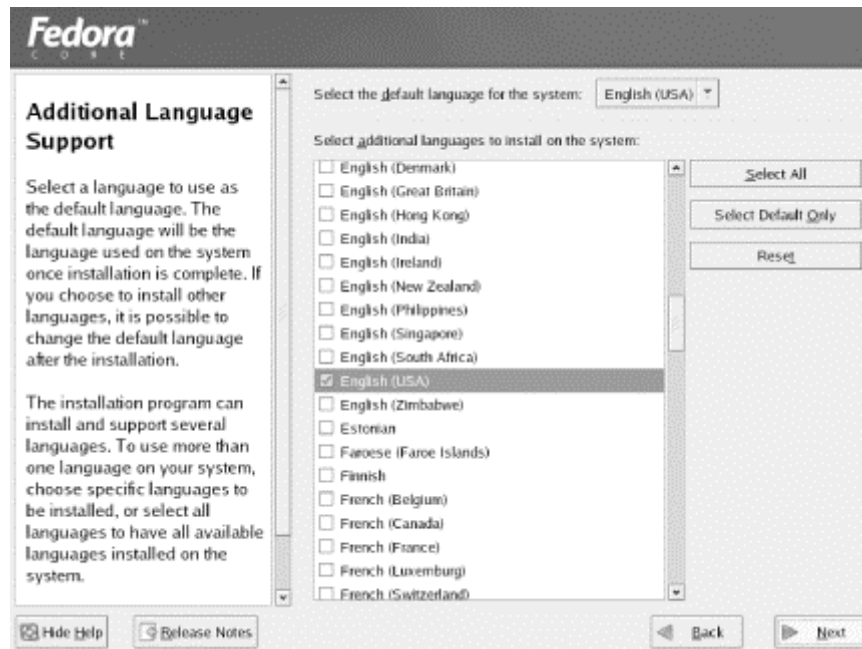 Fedora™
CORE
Additional Language
Support
Select a language to use as
the default language. The
default language will be the
language used on the system
once installation is complete. If
you choose to install other
languages, it is possible to
change the default language
after the installation.
The installation program can
install and support several
languages. To use more than
one language on your system,
choose specific languages to
be installed, or select all
languages to have all available
languages installed on the
system.
Select the default language for the system: English (USA)
Select additional languages to install on the system:
English (Denmark)
English (Great Britain)
English (Hong Kong)
English (India)
English (Ireland)
English (New Zealand)
English (Philippines)
English (Singapore)
English (South Africa)
English (USA)
English (Zimbabwe)
Estonian
Faroese (Faroe Islands)
Finnish
French (Belgium)
French (Canada)
French (France)
French (Luxemburg)
French (Switzerland)
Select All
Select Default Only
Reset
Hide Help
Release Notes
Back
Next